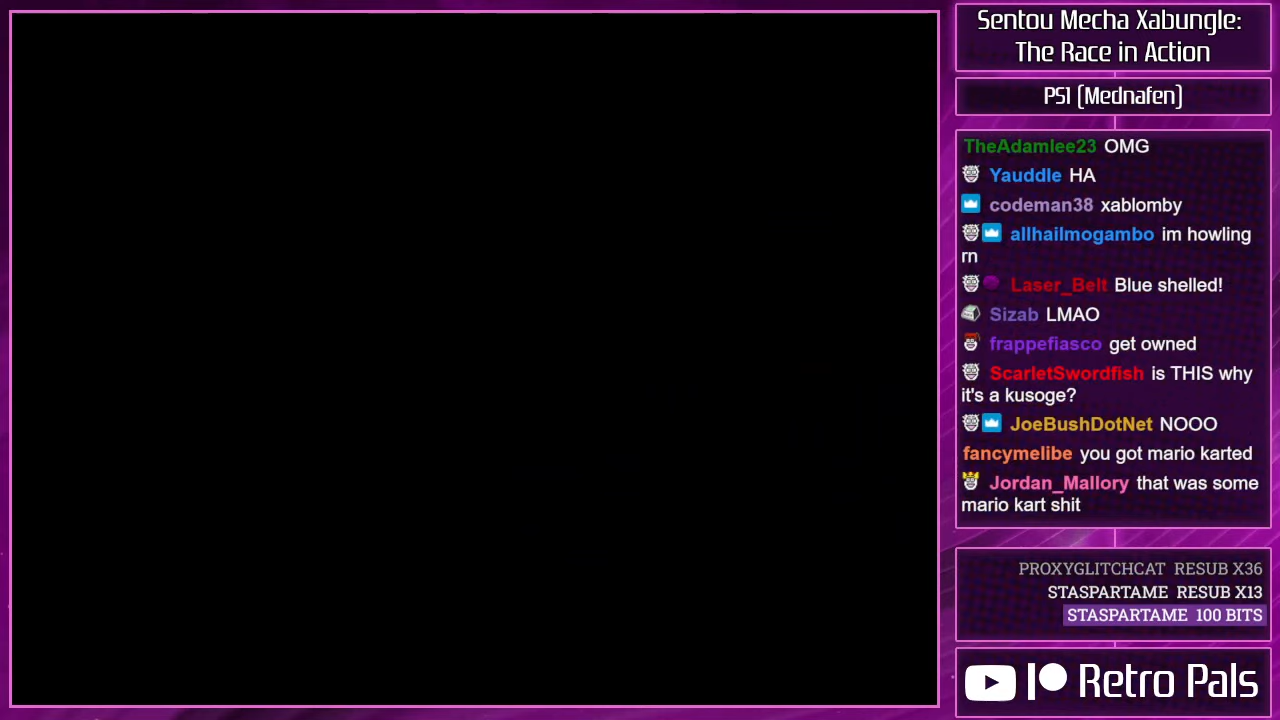 Sentou Mecha Xabungle:
The Race in Action
PS1 (Mednafen)
TheAdamlee23 OMG
Yauddle HA
codeman38 xablomby
allhailmogambo im howling
rn
Laser_Belt Blue shelled!
Sizab LMAO
frappefiasco get owned
ScarletSwordfish is THIS why
it's a kusoge?
JoeBushDotNet NOOO
fancymelibe you got mario karted
Jordan_Mallory that was some
mario kart shit
PROXYGLITCHCAT RESUB X36
STASPARTAME RESUB X13
STASPARTAME 100 BITS
Retro Pals